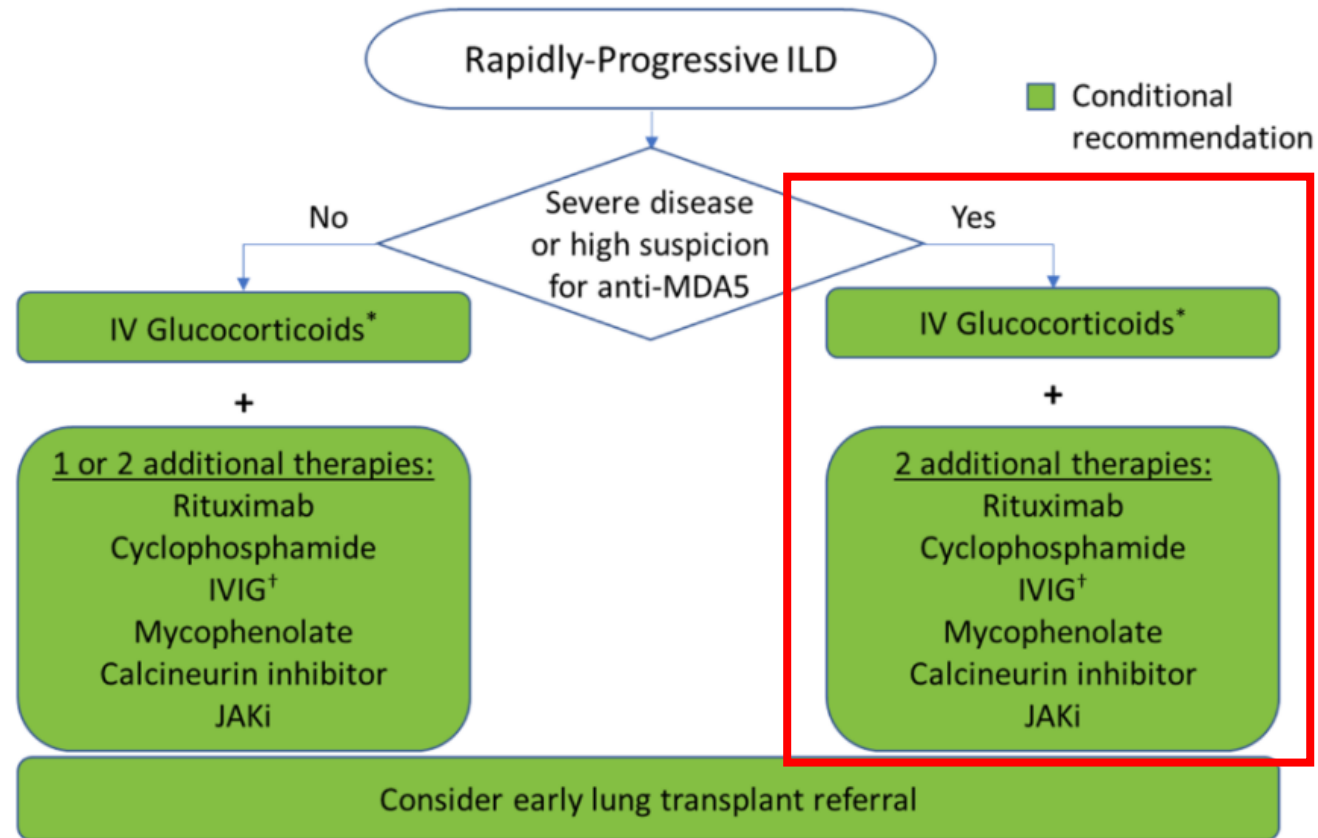 Rapidly-Progressive ILD
Conditional
recommendation
Severe disease
or high suspicion
for anti-MDA5
No
Yes
IV Glucocorticoids*
+
1 or 2 additional therapies:
Rituximab
Cyclophosphamide
IVIG†
Mycophenolate
Calcineurin inhibitor
JAKi
IV Glucocorticoids*
+
2 additional therapies:
Rituximab
Cyclophosphamide
IVIG†
Mycophenolate
Calcineurin inhibitor
JAKi
Consider early lung transplant referral